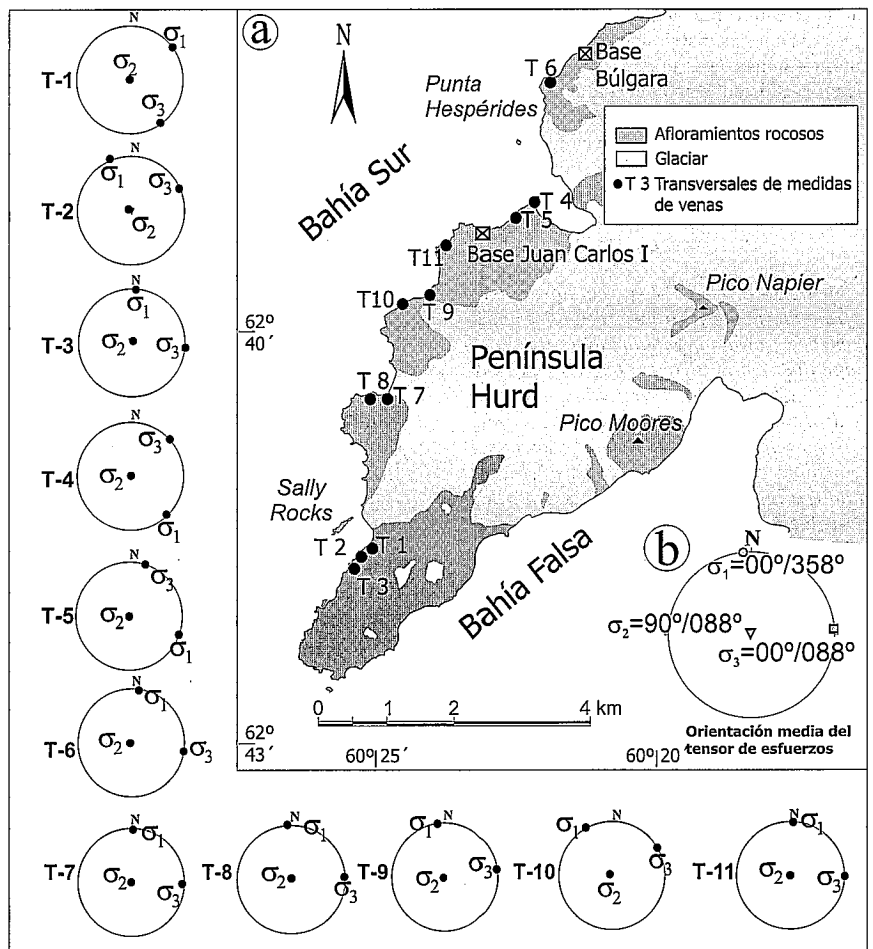 N
σ1
T-1
σ2
σ3
N
σ1
T-2
σ3
σ2
N
σ1
T-3
σ2
σ3
N
σ3
T-4
σ2
σ1
N
σ3
T-5
σ2
σ1
N
σ1
T-6
σ2
σ3
a
N
T 6
Base
Búlgara
Punta
Hespérides
Afloramientos rocosos
Glaciar
T 3 Transversales de medidas
de venas
Bahía Sur
T 4
T 5
Base Juan Carlos I
T11
T10
T 9
Pico Napier
62º
40´
Península
Hurd
T 8
T 7
Pico Moores
Sally
Rocks
T 2
T 1
T 3
Bahía Falsa
b
N
σ1=00º/358º
σ2=90º/088º
σ3=00º/088º
Orientación media del
tensor de esfuerzos
0 1 2 4 km
62º
43´
60º 25´
60º 20
N
σ1
T-7
σ2
σ3
N
σ1
T-8
σ2
σ3
N
σ1
T-9
σ2
σ3
N
σ1
T-10
σ3
σ2
N
σ1
T-11
σ2
σ3